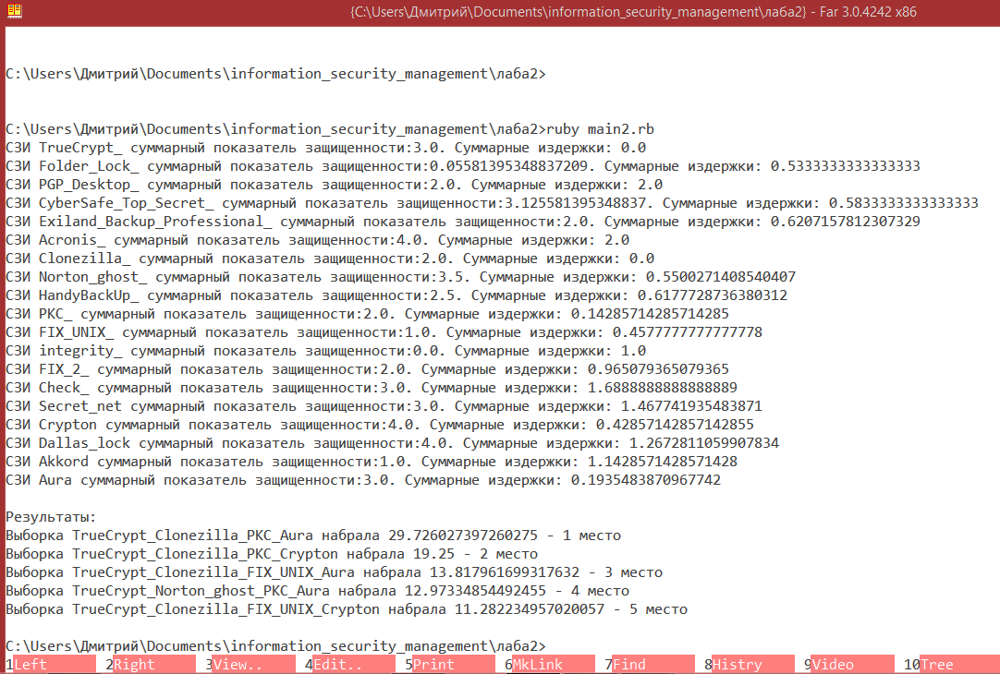 {C:\Users\Дмитрий\Documents\information_security_management\лаба2} - Far 3.0.4242 x86
C:\Users\Дмитрий\Documents\information_security_management\лаба2>
C:\Users\Дмитрий\Documents\information_security_management\лаба2>ruby main2.rb
СЗИ TrueCrypt_ суммарный показатель защищенности:3.0. Суммарные издержки: 0.0
СЗИ Folder_Lock_ суммарный показатель защищенности:0.05581395348837209. Суммарные издержки: 0.5333333333333333
СЗИ PGP_Desktop_ суммарный показатель защищенности:2.0. Суммарные издержки: 2.0
СЗИ CyberSafe_Top_Secret_ суммарный показатель защищенности:3.125581395348837. Суммарные издержки: 0.5833333333333333
СЗИ Exiland_Backup_Professional_ суммарный показатель защищенности:2.0. Суммарные издержки: 0.6207157812307329
СЗИ Acronis_ суммарный показатель защищенности:4.0. Суммарные издержки: 2.0
СЗИ Clonezilla_ суммарный показатель защищенности:2.0. Суммарные издержки: 0.0
СЗИ Norton_ghost_ суммарный показатель защищенности:3.5. Суммарные издержки: 0.5500271408540407
СЗИ HandyBackUp_ суммарный показатель защищенности:2.5. Суммарные издержки: 0.6177728736380312
СЗИ PKC_ суммарный показатель защищенности:2.0. Суммарные издержки: 0.14285714285714285
СЗИ FIX_UNIX_ суммарный показатель защищенности:1.0. Суммарные издержки: 0.4577777777777778
СЗИ integrity_ суммарный показатель защищенности:0.0. Суммарные издержки: 1.0
СЗИ FIX_2_ суммарный показатель защищенности:2.0. Суммарные издержки: 0.965079365079365
СЗИ Check_ суммарный показатель защищенности:3.0. Суммарные издержки: 1.6888888888888889
СЗИ Secret_net суммарный показатель защищенности:3.0. Суммарные издержки: 1.467741935483871
СЗИ Crypton суммарный показатель защищенности:4.0. Суммарные издержки: 0.42857142857142855
СЗИ Dallas_lock суммарный показатель защищенности:4.0. Суммарные издержки: 1.2672811059907834
СЗИ Akkord суммарный показатель защищенности:1.0. Суммарные издержки: 1.1428571428571428
СЗИ Aura суммарный показатель защищенности:3.0. Суммарные издержки: 0.1935483870967742
Результаты:
Выборка TrueCrypt_Clonezilla_PKC_Aura набрала 29.726027397260275 - 1 место
Выборка TrueCrypt_Clonezilla_PKC_Crypton набрала 19.25 - 2 место
Выборка TrueCrypt_Clonezilla_FIX_UNIX_Aura набрала 13.817961699317632 - 3 место
Выборка TrueCrypt_Norton_ghost_PKC_Aura набрала 12.97334854492455 - 4 место
Выборка TrueCrypt_Clonezilla_FIX_UNIX_Crypton набрала 11.282234957020057 - 5 место
C:\Users\Дмитрий\Documents\information_security_management\лаба2>
1Left 2Right 3View.. 4Edit.. 5Print 6MkLink 7Find 8Histry 9Video 10Tree